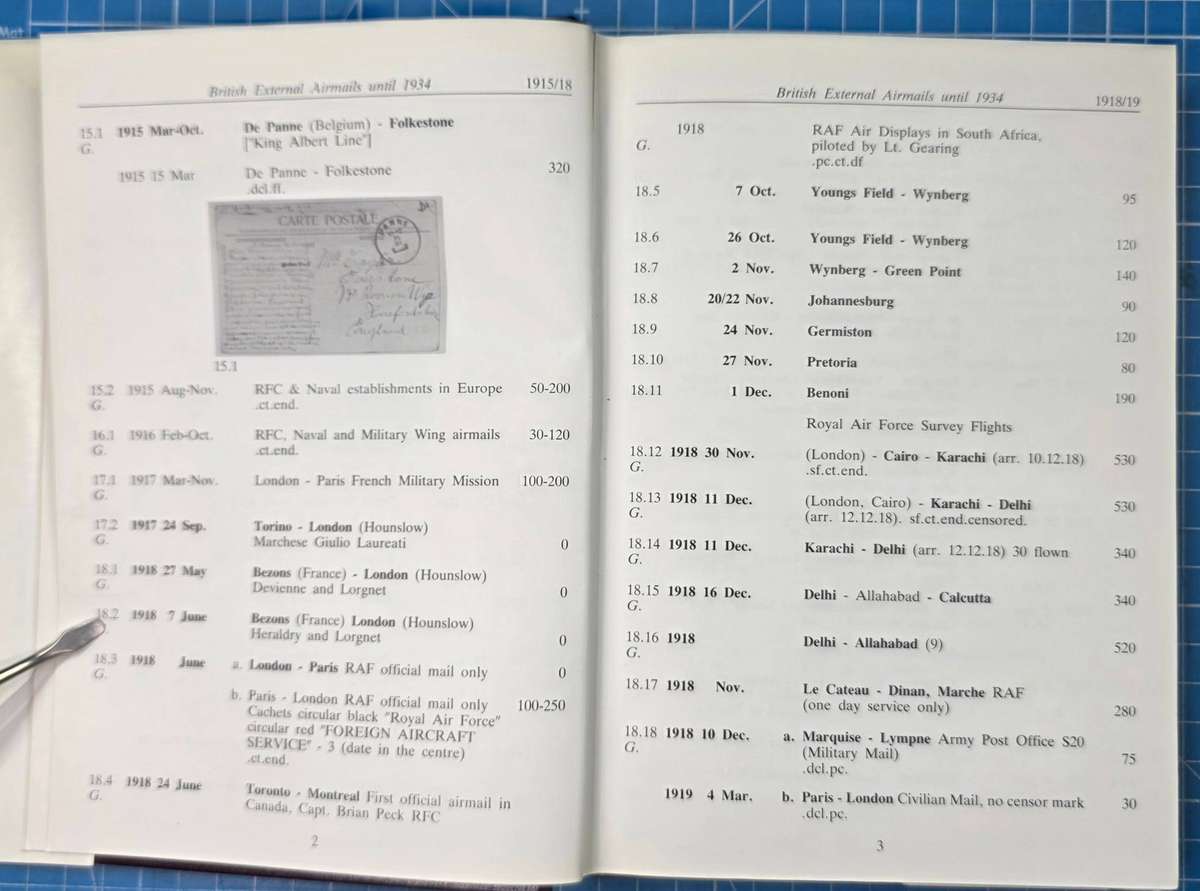 Mat
British External Airmails until 1934 1915/18
15.1 1915 Mar-Oct. De Panne (Belgium) - Folkestone
G. ["King Albert Line"]
1915 15 Mar De Panne - Folkestone 320
.dcl.ff.
CARTE POSTALE
PANNE
Folkestone
England
15.1
15.2 1915 Aug-Nov. RFC & Naval establishments in Europe 50-200
G. .ct.end.
16.1 1916 Feb-Oct. RFC, Naval and Military Wing airmails 30-120
G. .ct.end.
17.1 1917 Mar-Nov. London - Paris French Military Mission 100-200
G.
17.2 1917 24 Sep. Torino - London (Hounslow)
G. Marchese Giulio Laureati 0
18.1 1918 27 May Bezons (France) - London (Hounslow)
G. Devienne and Lorgnet 0
18.2 1918 7 June Bezons (France) London (Hounslow)
Heraldry and Lorgnet 0
18.3 1918 June a. London - Paris RAF official mail only 0
G.
b. Paris - London RAF official mail only 100-250
Cachets circular black "Royal Air Force"
circular red "FOREIGN AIRCRAFT
SERVICE" - 3 (date in the centre)
.ct.end.
18.4 1918 24 June Toronto - Montreal First official airmail in
G. Canada, Capt. Brian Peck RFC
2
British External Airmails until 1934 1918/19
1918 RAF Air Displays in South Africa,
G. piloted by Lt. Gearing
.pc.ct.df
18.5 7 Oct. Youngs Field - Wynberg 95
18.6 26 Oct. Youngs Field - Wynberg 120
18.7 2 Nov. Wynberg - Green Point 140
18.8 20/22 Nov. Johannesburg 90
18.9 24 Nov. Germiston 120
18.10 27 Nov. Pretoria 80
18.11 1 Dec. Benoni 190
Royal Air Force Survey Flights
18.12 1918 30 Nov. (London) - Cairo - Karachi (arr. 10.12.18) 530
G. .sf.ct.end.
18.13 1918 11 Dec. (London, Cairo) - Karachi - Delhi 530
G. (arr. 12.12.18). sf.ct.end.censored.
18.14 1918 11 Dec. Karachi - Delhi (arr. 12.12.18) 30 flown 340
G.
18.15 1918 16 Dec. Delhi - Allahabad - Calcutta 340
G.
18.16 1918 Delhi - Allahabad (9) 520
G.
18.17 1918 Nov. Le Cateau - Dinan, Marche RAF
(one day service only) 280
18.18 1918 10 Dec. a. Marquise - Lympne Army Post Office S20
G. (Military Mail) 75
.dcl.pc.
1919 4 Mar. b. Paris - London Civilian Mail, no censor mark 30
.dcl.pc.
3